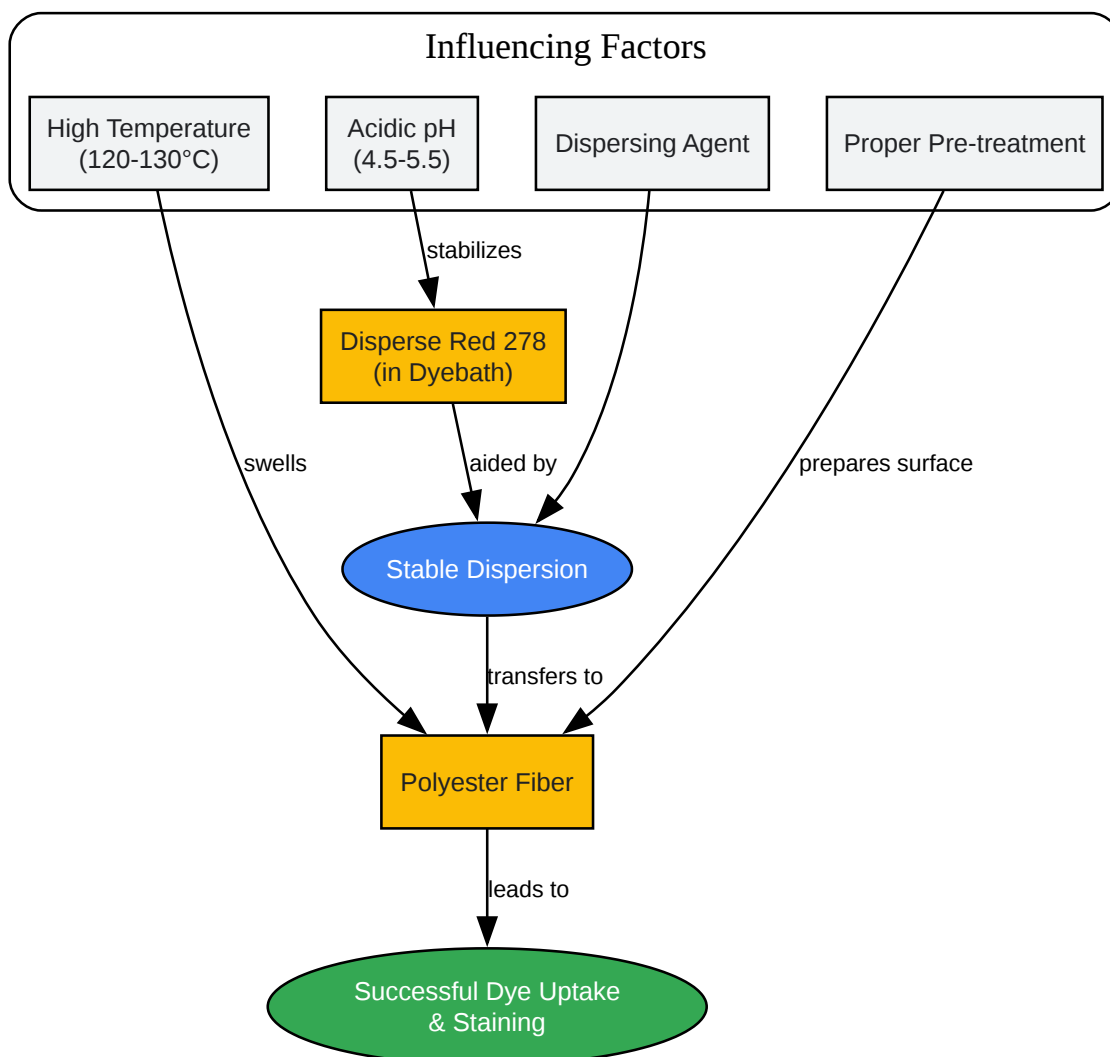 Influencing Factors
High Temperature
(120-130°C)
Acidic pH
(4.5-5.5)
Dispersing Agent
Proper Pre-treatment
stabilizes
Disperse Red 278
(in Dyebath)
swells
aided by
prepares surface
Stable Dispersion
transfers to
Polyester Fiber
leads to
Successful Dye Uptake
& Staining